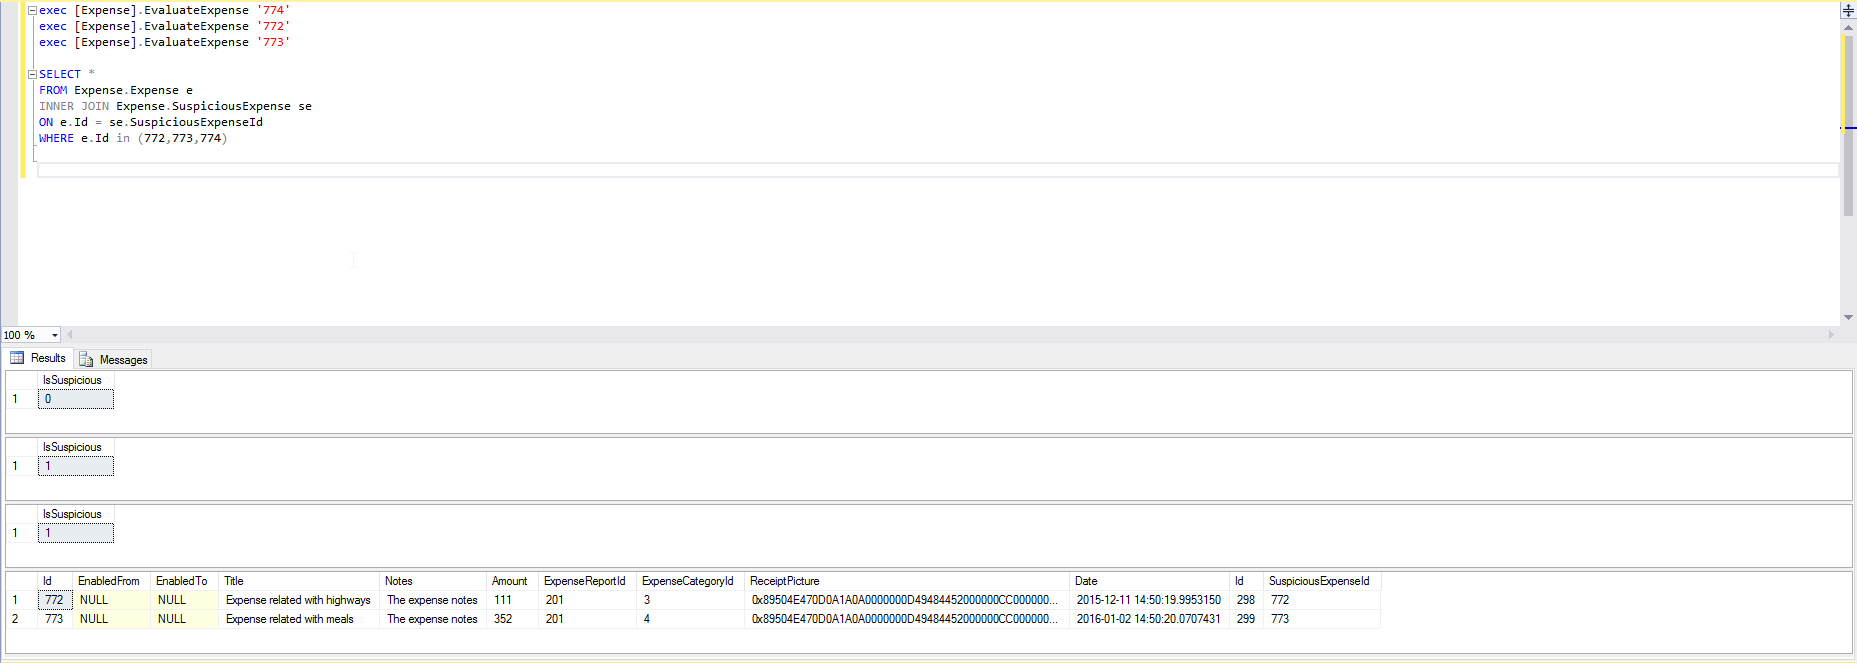 exec [Expense].EvaluateExpense '774'
exec [Expense].EvaluateExpense '772'
exec [Expense].EvaluateExpense '773'
SELECT *
FROM Expense.Expense e
INNER JOIN Expense.SuspiciousExpense se
ON e.Id = se.SuspiciousExpenseId
WHERE e.Id in (772,773,774)
100 %
Results Messages
IsSuspicious
1 0
IsSuspicious
1 1
IsSuspicious
1 1
Id EnabledFrom EnabledTo Title Notes Amount ExpenseReportId ExpenseCategoryId ReceiptPicture Date Id SuspiciousExpenseId
1 772 NULL NULL Expense related with highways The expense notes 111 201 3 0x89504E470D0A1A0A0000000D49484452000000CC000000... 2015-12-11 14:50:19.9953150 298 772
2 773 NULL NULL Expense related with meals The expense notes 352 201 4 0x89504E470D0A1A0A0000000D49484452000000CC000000... 2016-01-02 14:50:20.0707431 299 773